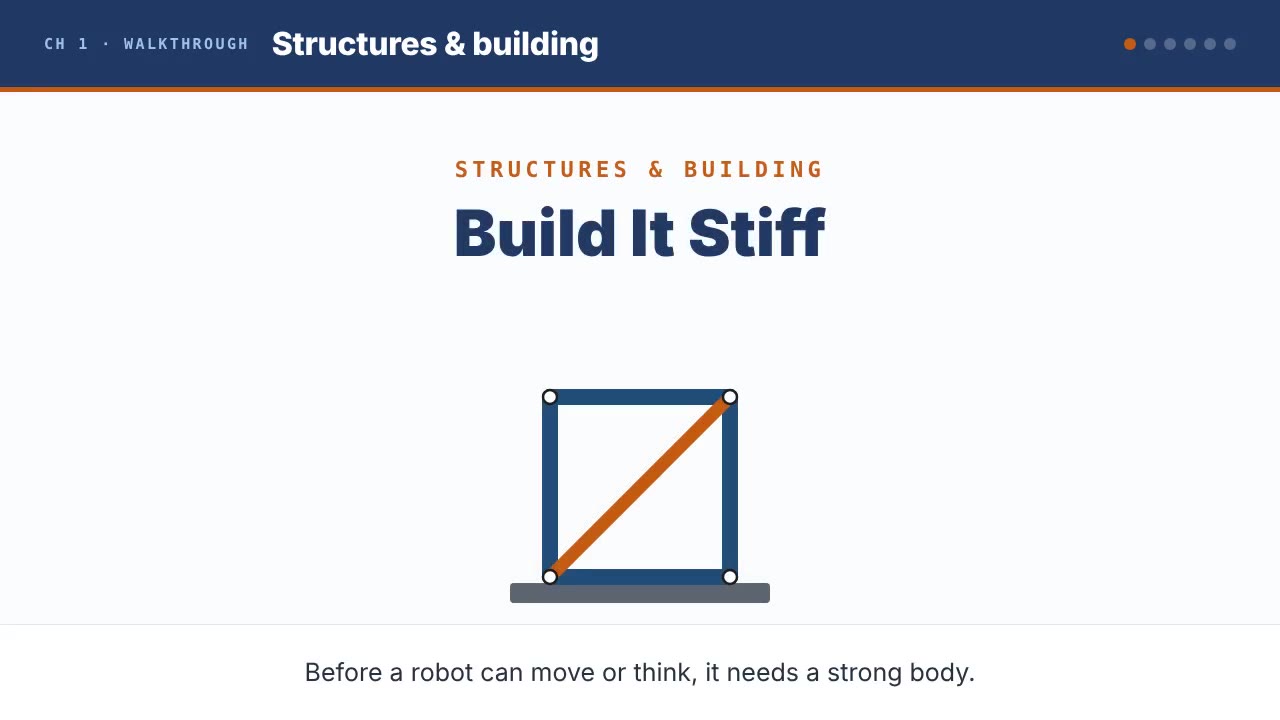 CH 1 · WALKTHROUGH
Structures & building
STRUCTURES & BUILDING
Build It Stiff
Before a robot can move or think, it needs a strong body.